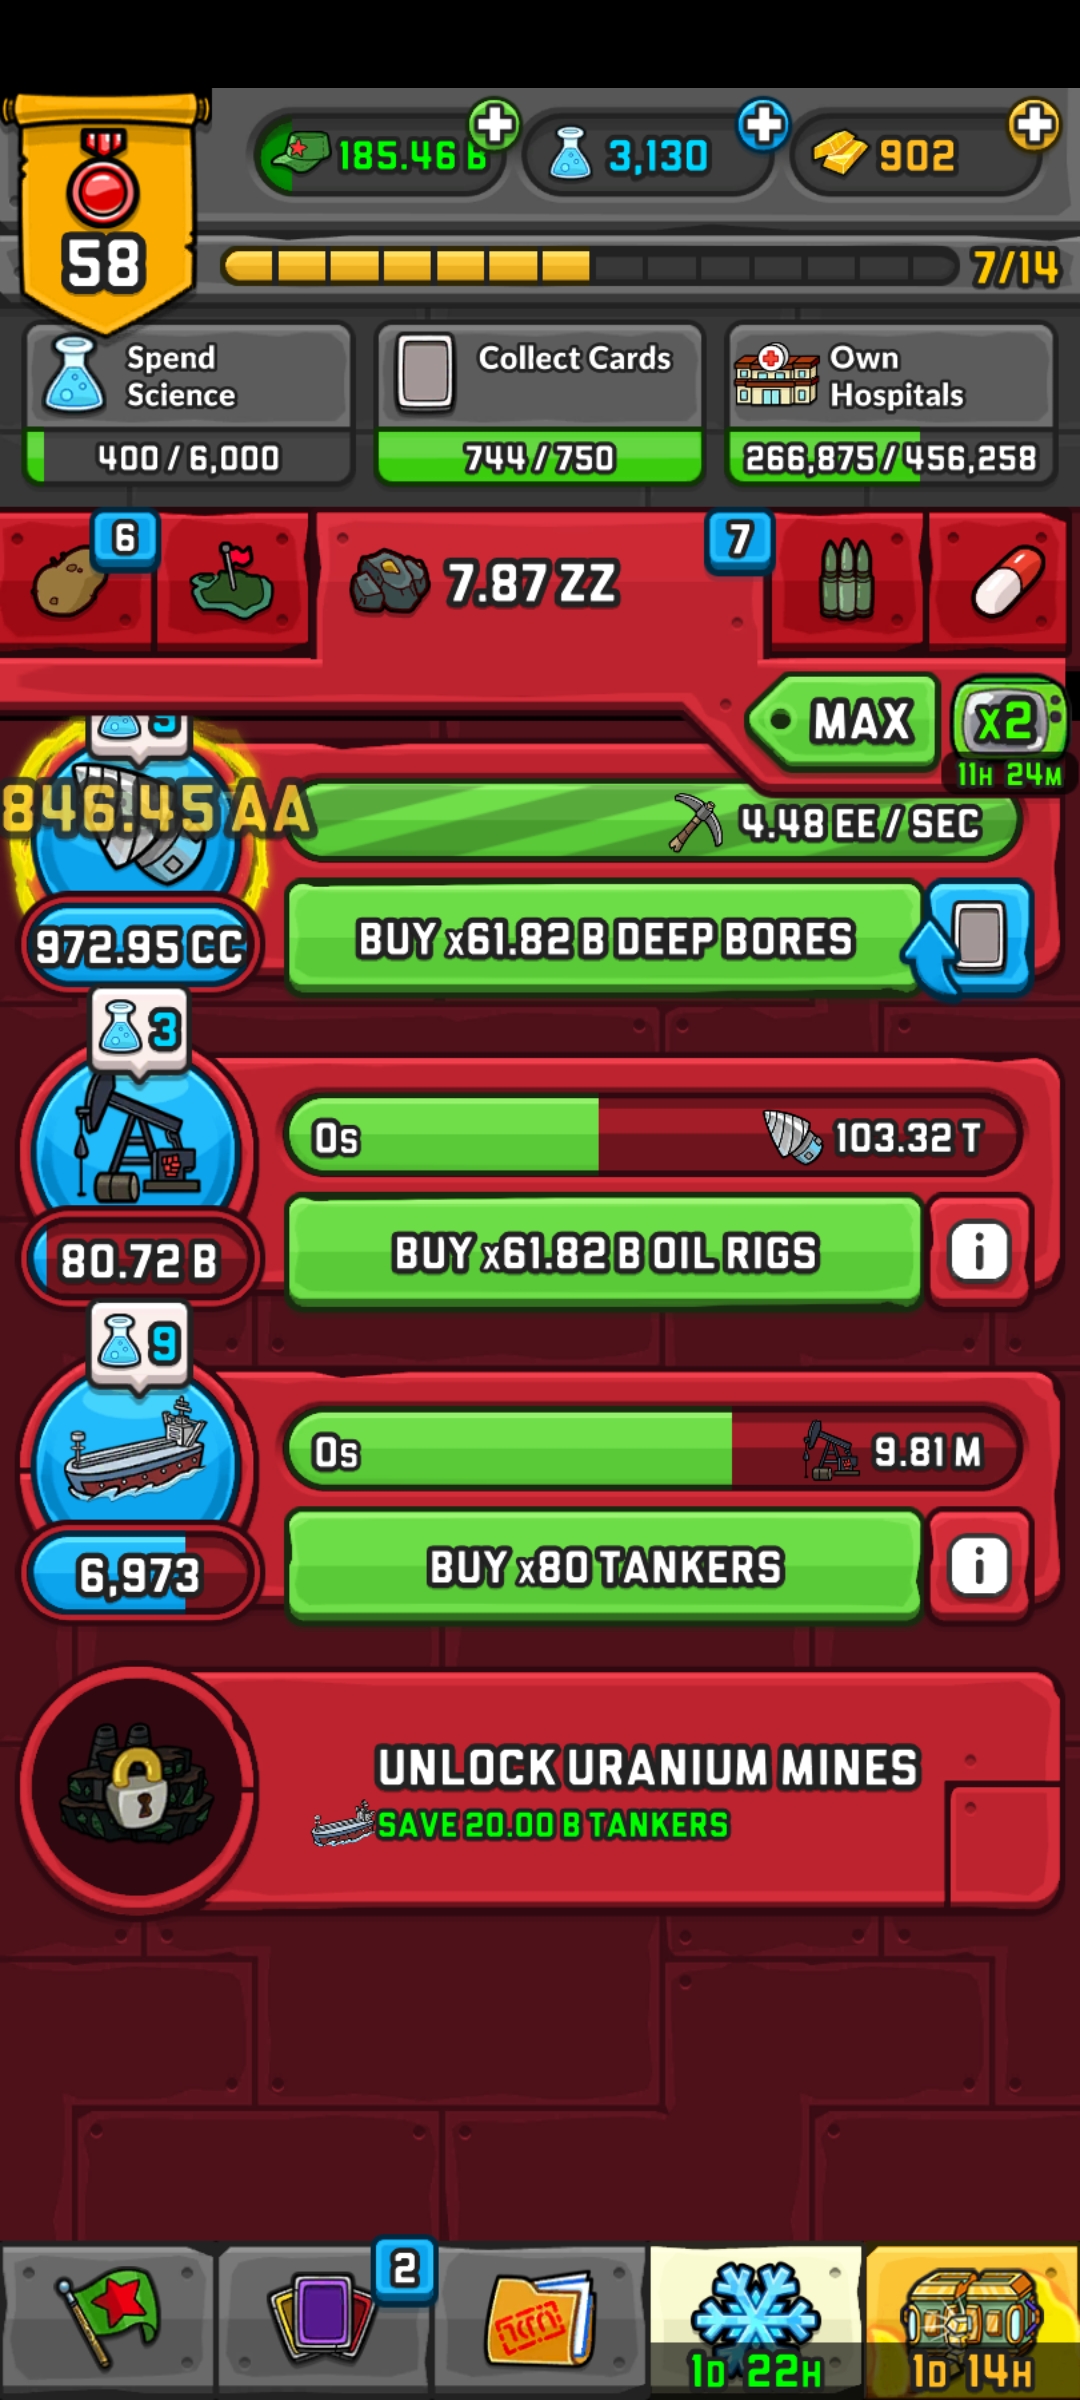 58
185.46 B
3,130
902
7/14
Spend
Science
400/6,000
Collect Cards
744/750
Own
Hospitals
266,875/456,258
6
7.87 ZZ
7
MAX
x2
11H 24M
846.45 AA
4.48 EE/SEC
972.95 CC
BUY x61.82 B DEEP BORES
3
0s
103.32 T
80.72 B
BUY x61.82 B OIL RIGS
i
9
0s
9.81 M
6,973
BUY x80 TANKERS
i
UNLOCK URANIUM MINES
SAVE 20.00 B TANKERS
2
1D 22H
1D 14H